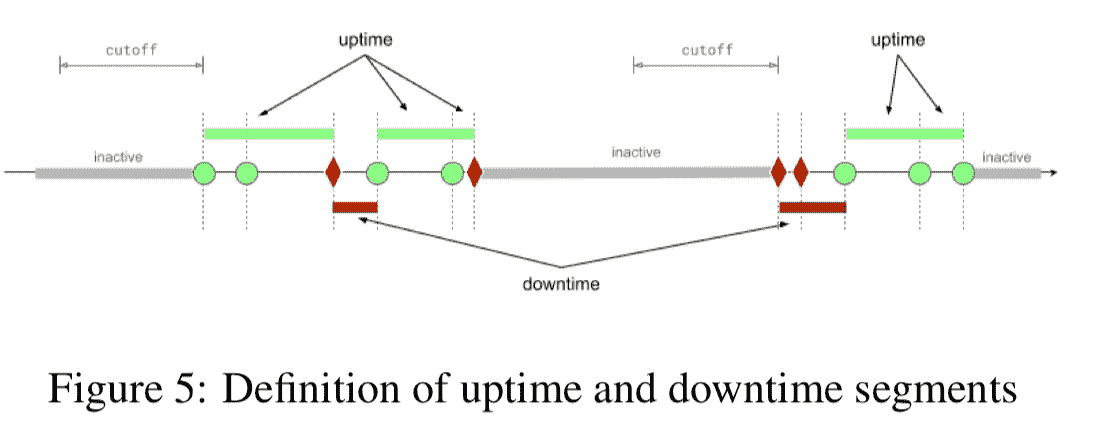 cutoff
uptime
cutoff
uptime
inactive
inactive
inactive
downtime
Figure 5: Definition of uptime and downtime segments